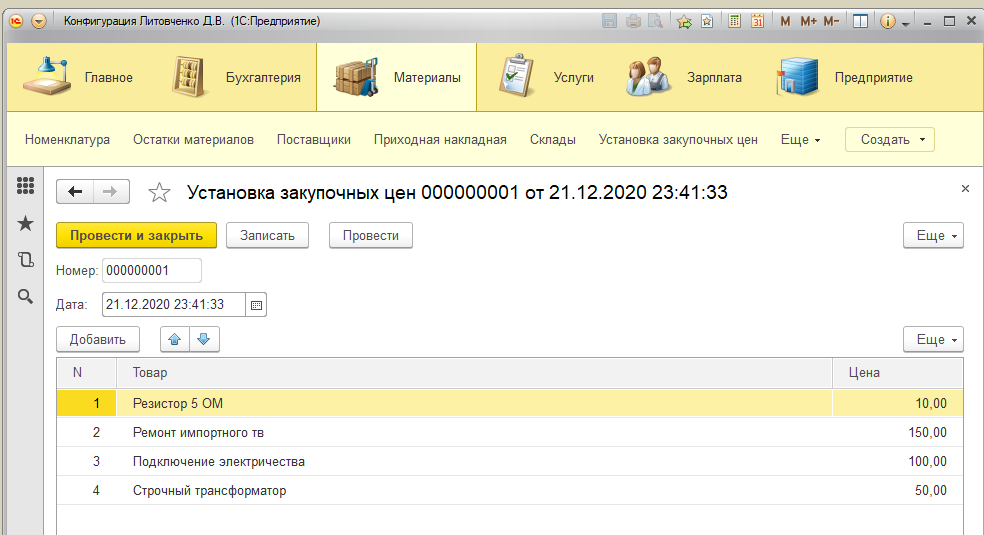 Конфигурация Литовченко Д.В. (1С:Предприятие)
31 M M+ M-
Главное Бухгалтерия Материалы Услуги Зарплата Предприятие
Номенклатура Остатки материалов Поставщики Приходная накладная Склады Установка закупочных цен Еще Создать
Установка закупочных цен 000000001 от 21.12.2020 23:41:33
Провести и закрыть Записать Провести Еще
Номер: 000000001
Дата: 21.12.2020 23:41:33
Добавить Еще
N Товар Цена
1 Резистор 5 ОМ 10,00
2 Ремонт импортного тв 150,00
3 Подключение электричества 100,00
4 Строчный трансформатор 50,00